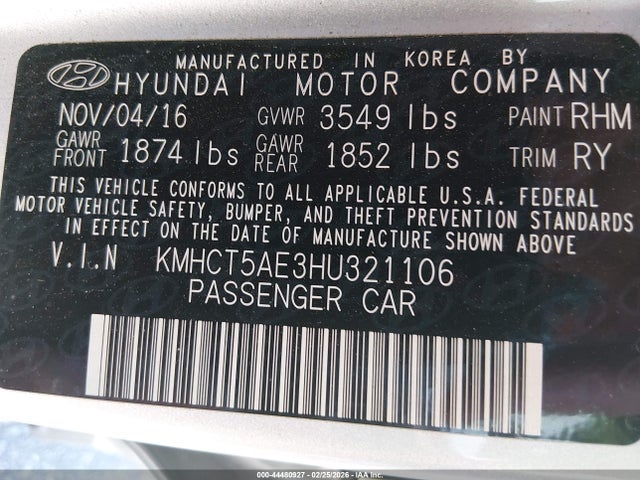 MANUFACTURED IN KOREA BY
HYUNDAI MOTOR COMPANY
NOV/04/16 GVWR 3549 lbs PAINT RHM
GAWR FRONT 1874 lbs GAWR REAR 1852 lbs TRIM RY
THIS VEHICLE CONFORMS TO ALL APPLICABLE U.S.A. FEDERAL
MOTOR VEHICLE SAFETY, BUMPER, AND THEFT PREVENTION STANDARDS
IN EFFECT ON THE DATE OF MANUFACTURE SHOWN ABOVE
V.I.N KMHCT5AE3HU321106
PASSENGER CAR
000-44480927 - 02/25/2026 - IAAI.COM